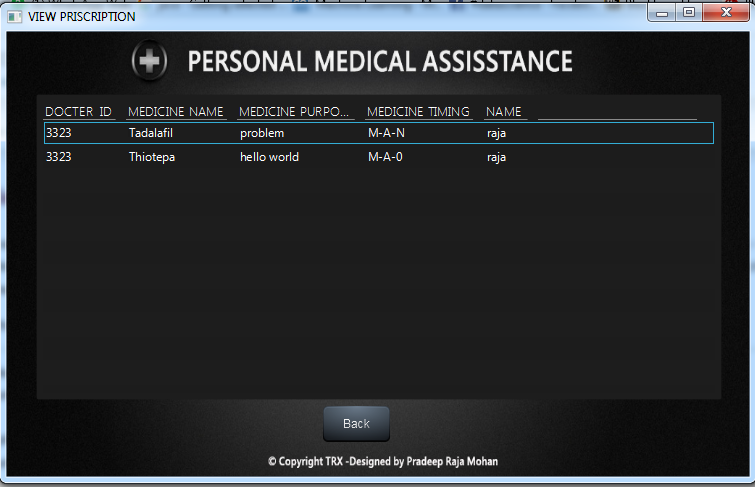 VIEW PRISCRIPTION
PERSONAL MEDICAL ASSISSTANCE
DOCTER ID MEDICINE NAME MEDICINE PURPO... MEDICINE TIMING NAME
3323 Tadalafil problem M-A-N raja
3323 Thiotepa hello world M-A-0 raja
Back
© Copyright TRX -Designed by Pradeep Raja Mohan